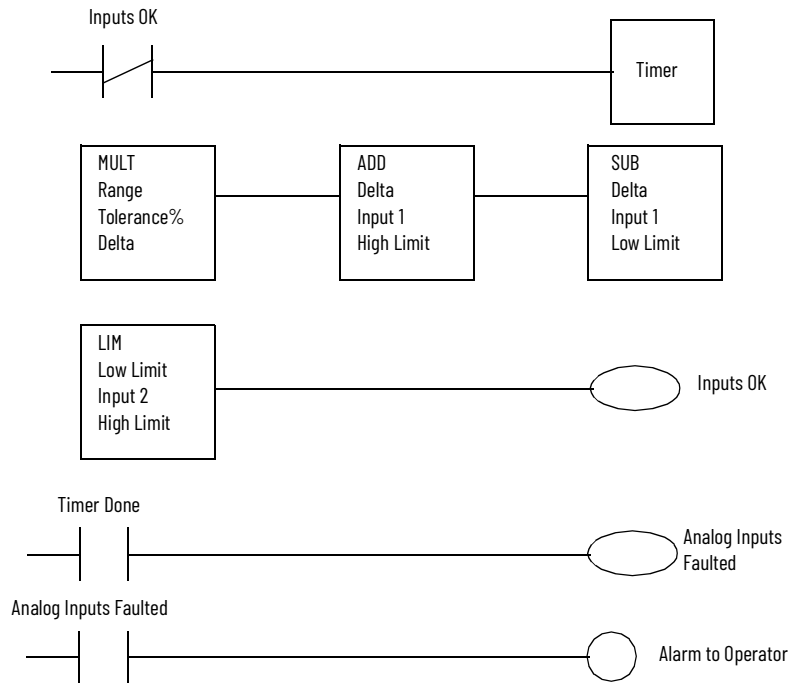 Inputs OK
Timer
MULT
Range
Tolerance%
Delta
ADD
Delta
Input 1
High Limit
SUB
Delta
Input 1
Low Limit
LIM
Low Limit
Input 2
High Limit
Inputs OK
Timer Done
Analog Inputs
Faulted
Analog Inputs Faulted
Alarm to Operator